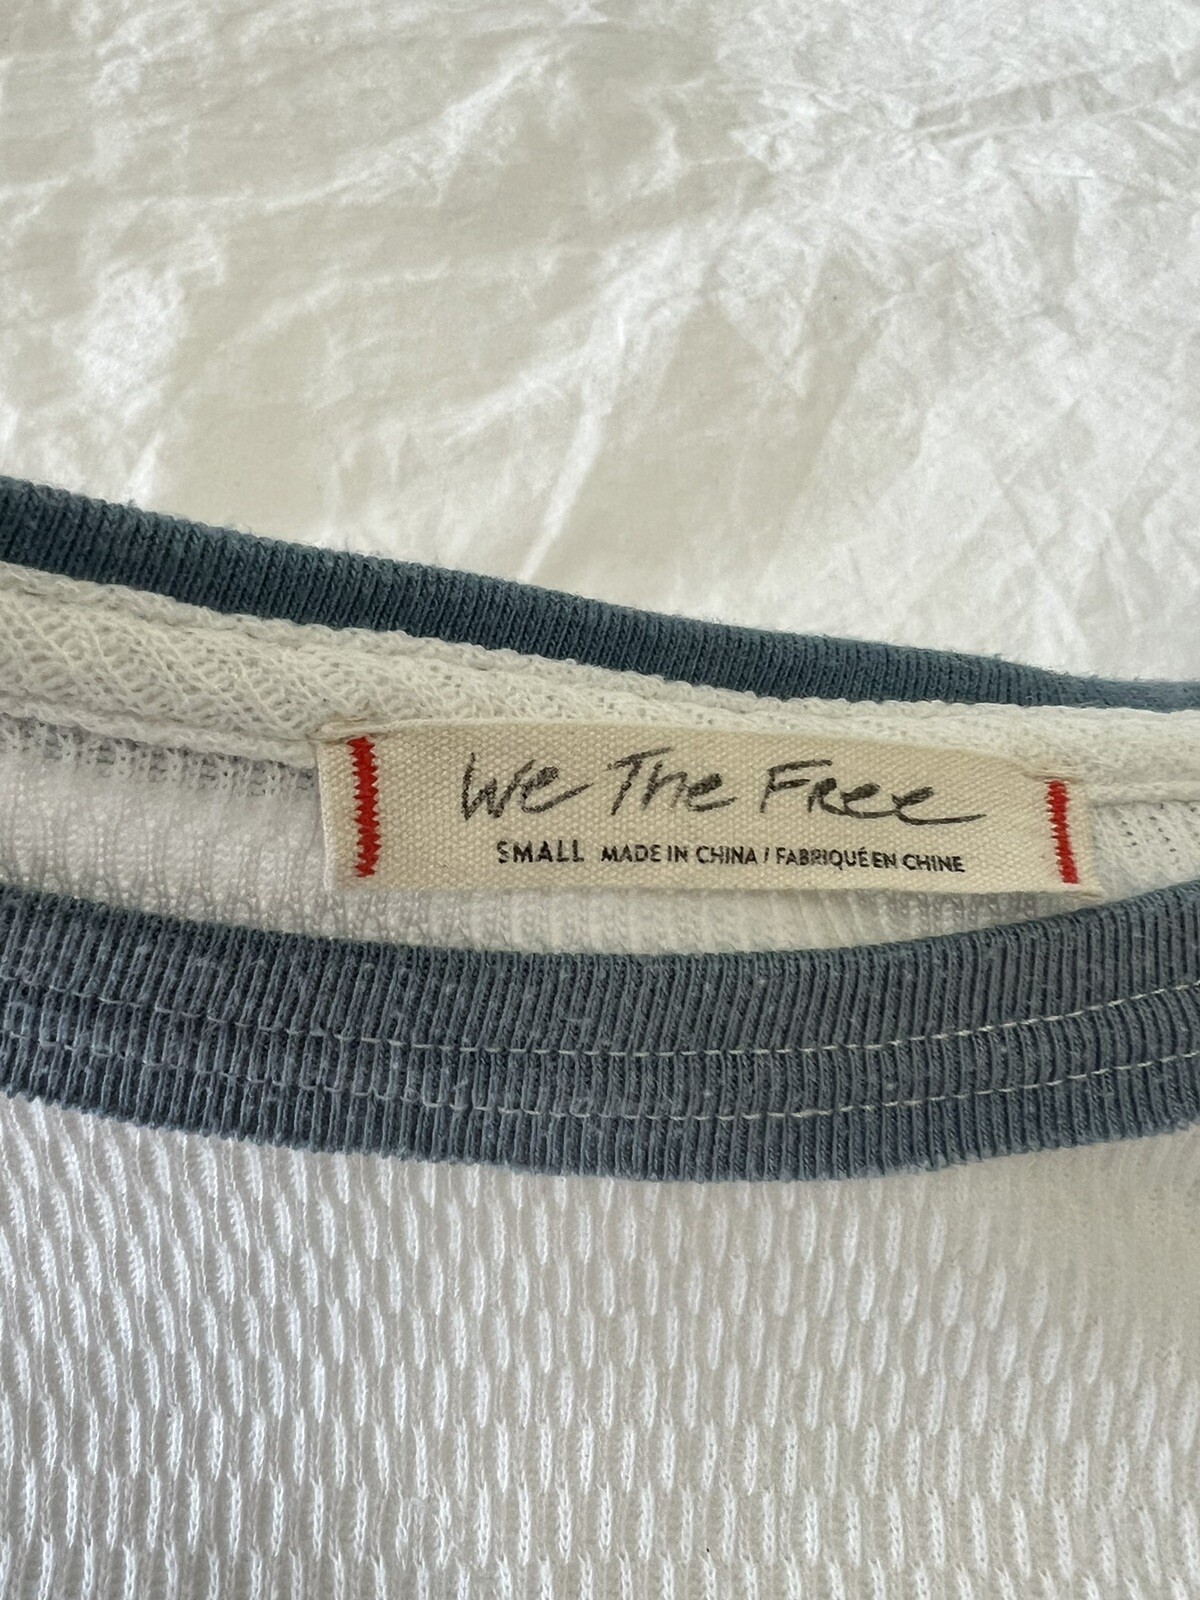 We The Free
SMALL MADE IN CHINA / FABRIQUÉ EN CHINE